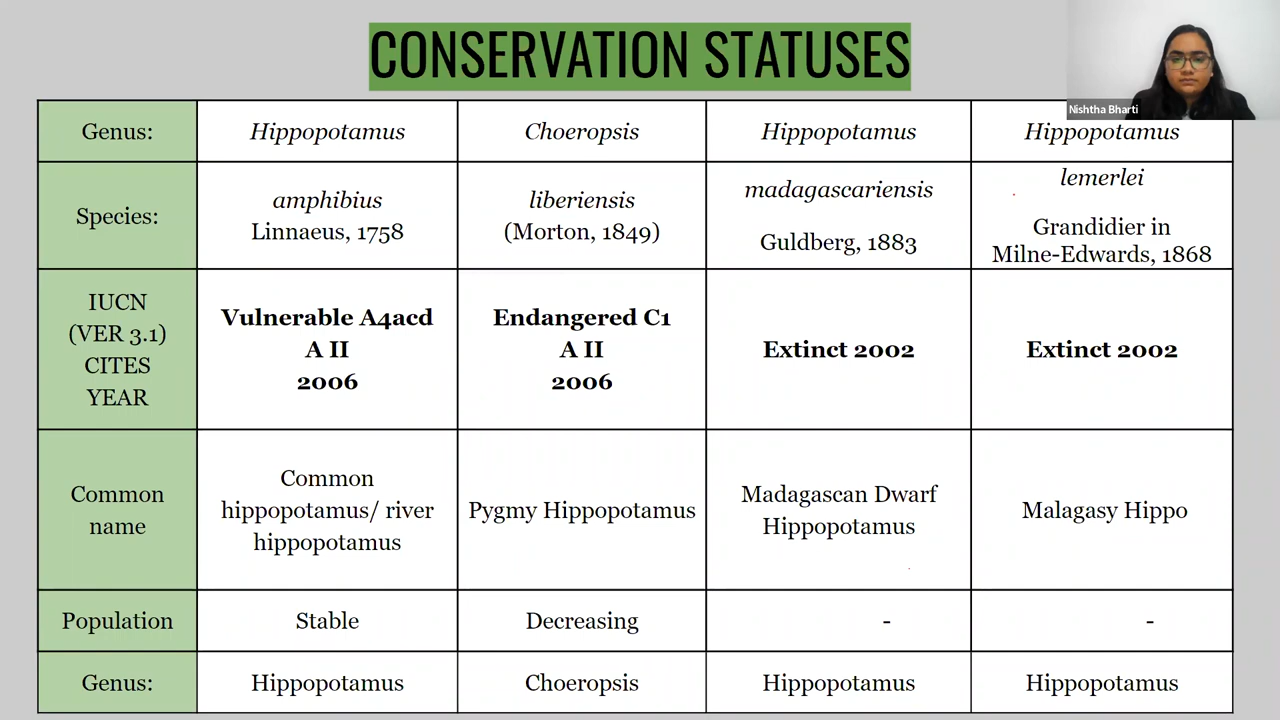 CONSERVATION STATUSES
Nishtha Bharti
Genus:
Hippopotamus
Choeropsis
Hippopotamus
Hippopotamus
Species:
amphibius
Linnaeus, 1758
liberiensis
(Morton, 1849)
madagascariensis
Guldberg, 1883
lemerlei
Grandidier in
Milne-Edwards, 1868
IUCN
(VER 3.1)
CITES
YEAR
Vulnerable A4acd
A II
2006
Endangered C1
A II
2006
Extinct 2002
Extinct 2002
Common
name
Common
hippopotamus/ river
hippopotamus
Pygmy Hippopotamus
Madagascan Dwarf
Hippopotamus
Malagasy Hippo
Population
Stable
Decreasing
-
-
Genus:
Hippopotamus
Choeropsis
Hippopotamus
Hippopotamus